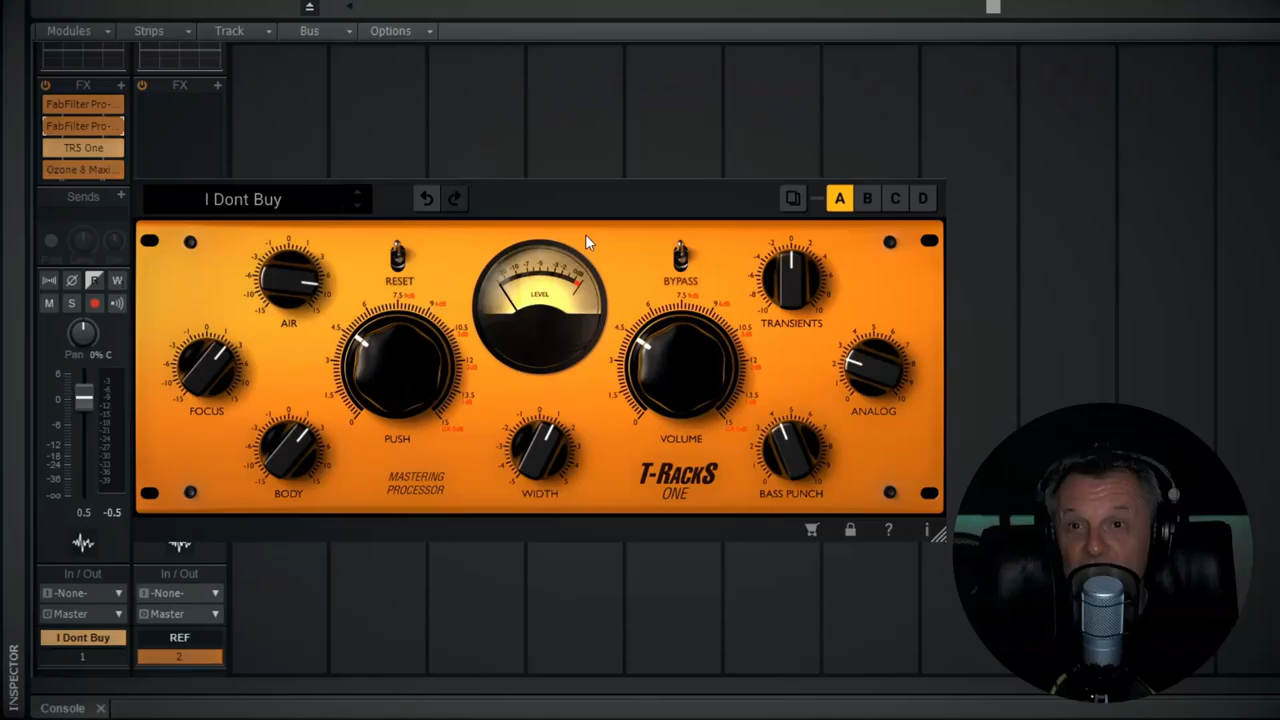 Modules Strips Track Bus Options
FX + FX +
FabFilter Pro-...
FabFilter Pro-...
TR5 One
Ozone 8 Maxi...
Sends +
I Dont Buy
A B C D
AIR
RESET
LEVEL
BYPASS
TRANSIENTS
FOCUS
PUSH
VOLUME
ANALOG
BODY
MASTERING
PROCESSOR
WIDTH
T-RackS
ONE
BASS PUNCH
W
M S
Pan 0% C
0.5 -0.5
In / Out In / Out
-None- -None-
Master Master
I Dont Buy REF
1 2
INSPECTOR
Console